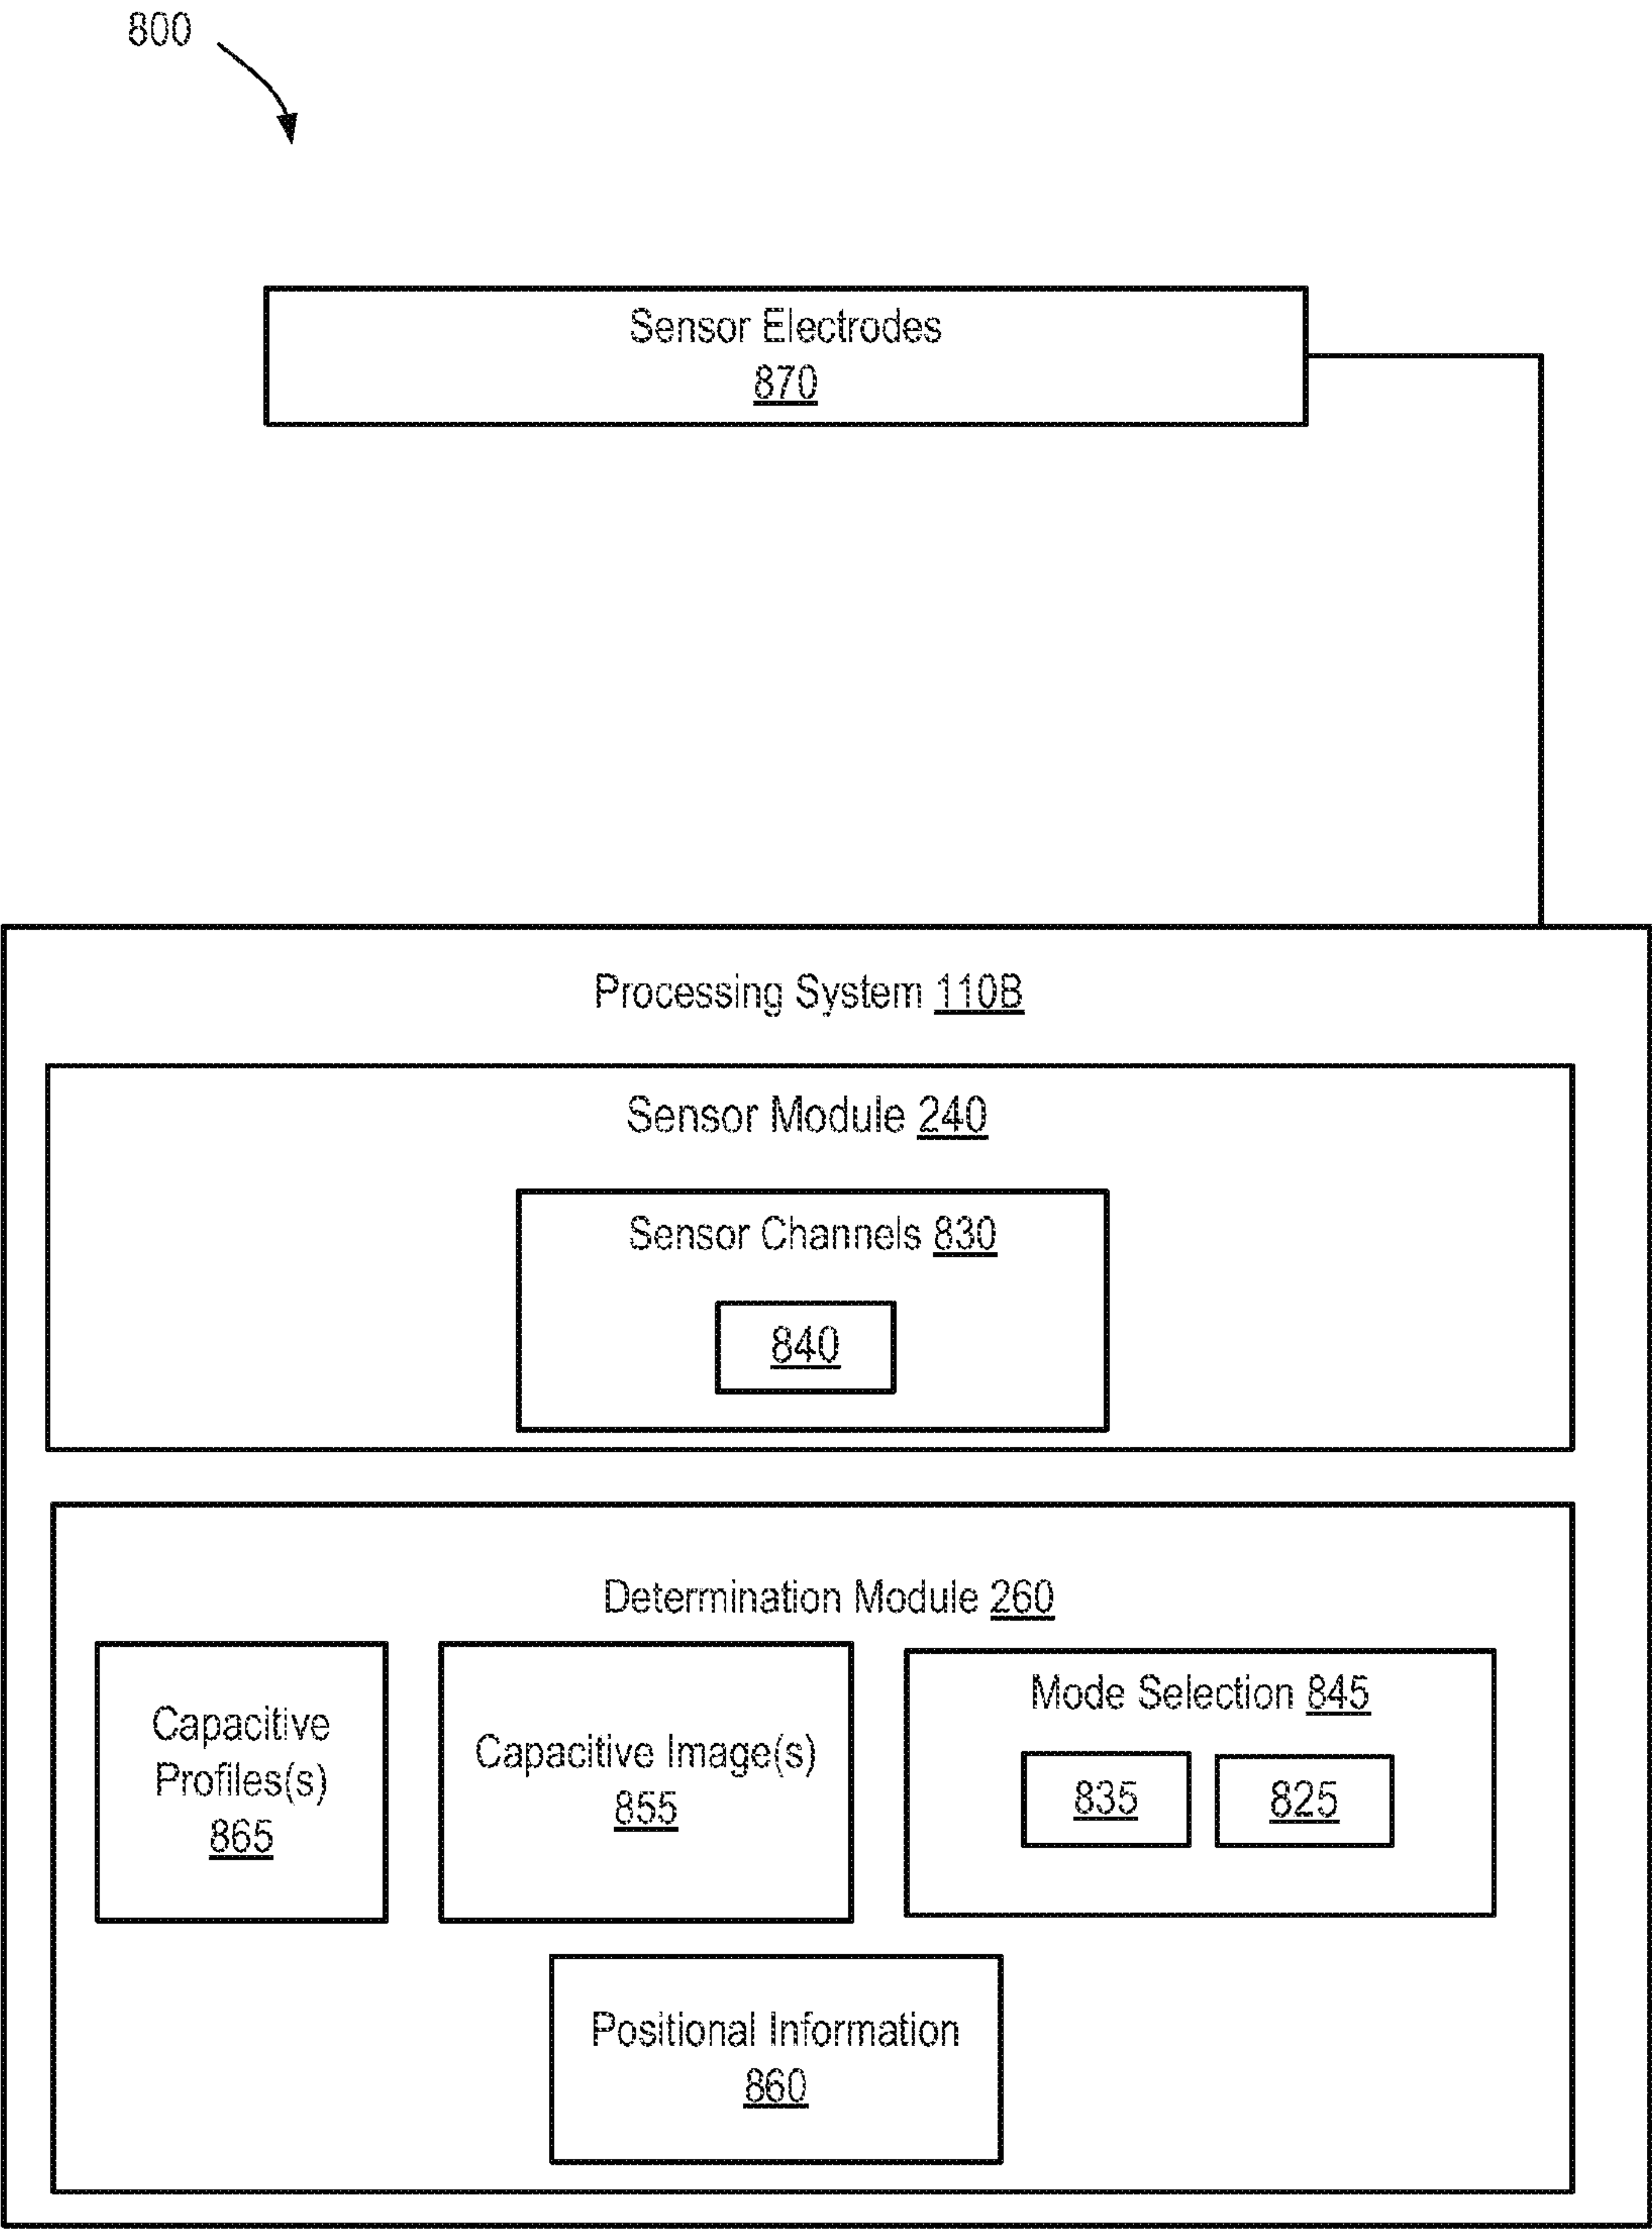 800
Sensor Electrodes
870
Processing System 110B
Sensor Module 240
Sensor Channels 830
840
Determination Module 260
Capacitive
Profiles(s)
865
Capacitive Image(s)
855
Mode Selection 845
835 825
Positional Information
860